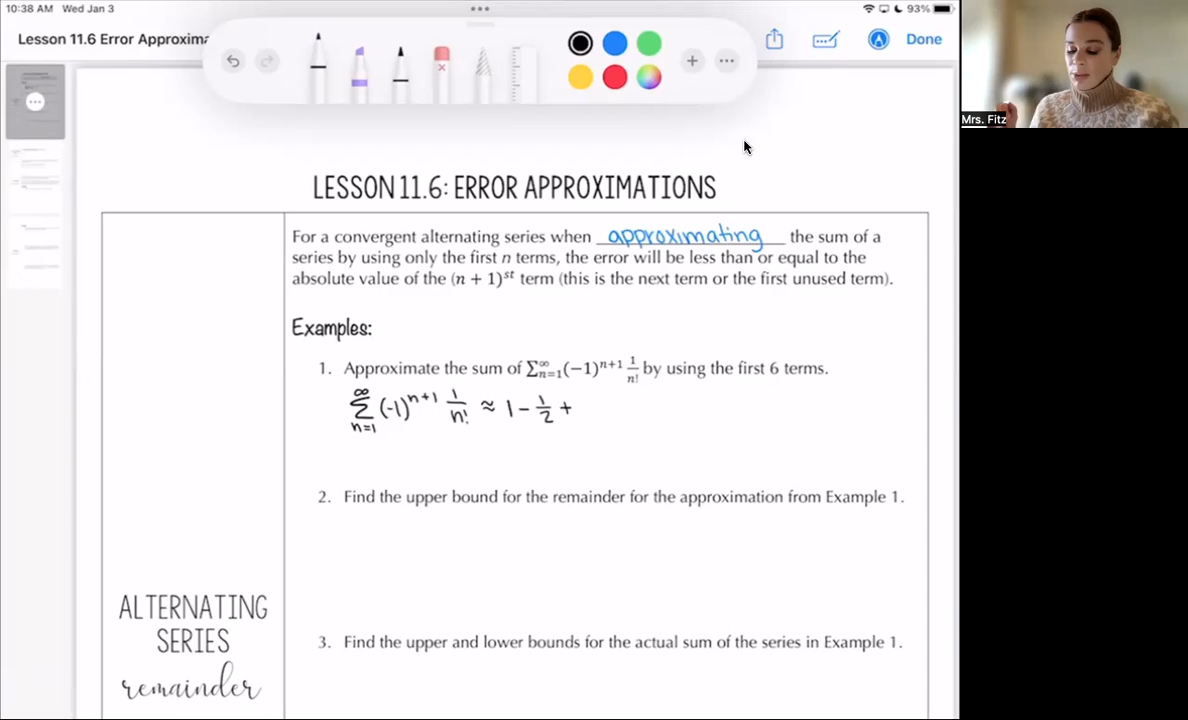 10:38 AM Wed Jan 3
93%
Lesson 11.6 Error Approxima
Done
Mrs. Fitz
LESSON 11.6: ERROR APPROXIMATIONS
For a convergent alternating series when approximating the sum of a
series by using only the first n terms, the error will be less than or equal to the
absolute value of the (n + 1)^{st} term (this is the next term or the first unused term).
Examples:
1. Approximate the sum of Σ_{n=1}^{∞}(−1)^{n+1} 1/n! by using the first 6 terms.
Σ_{n=1}^{∞} (-1)^{n+1} 1/n! ≈ 1 - 1/2 +
2. Find the upper bound for the remainder for the approximation from Example 1.
ALTERNATING
SERIES
remainder
3. Find the upper and lower bounds for the actual sum of the series in Example 1.